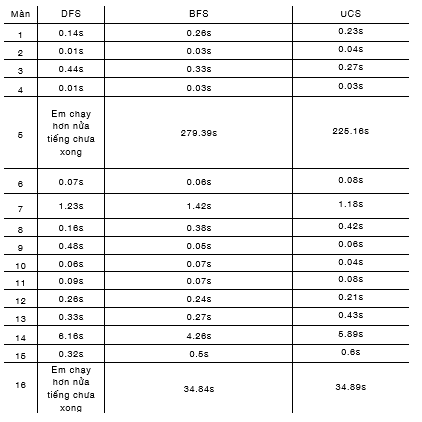 Màn DFS BFS UCS
1 0.14s 0.26s 0.23s
2 0.01s 0.03s 0.04s
3 0.44s 0.33s 0.27s
4 0.01s 0.03s 0.03s
5 Em chạy hơn nửa tiếng chưa xong 279.39s 225.16s
6 0.07s 0.06s 0.08s
7 1.23s 1.42s 1.18s
8 0.16s 0.38s 0.42s
9 0.48s 0.05s 0.06s
10 0.06s 0.07s 0.04s
11 0.09s 0.07s 0.08s
12 0.26s 0.24s 0.21s
13 0.33s 0.27s 0.43s
14 6.16s 4.26s 5.89s
15 0.32s 0.5s 0.6s
16 Em chạy hơn nửa tiếng chưa xong 34.84s 34.89s